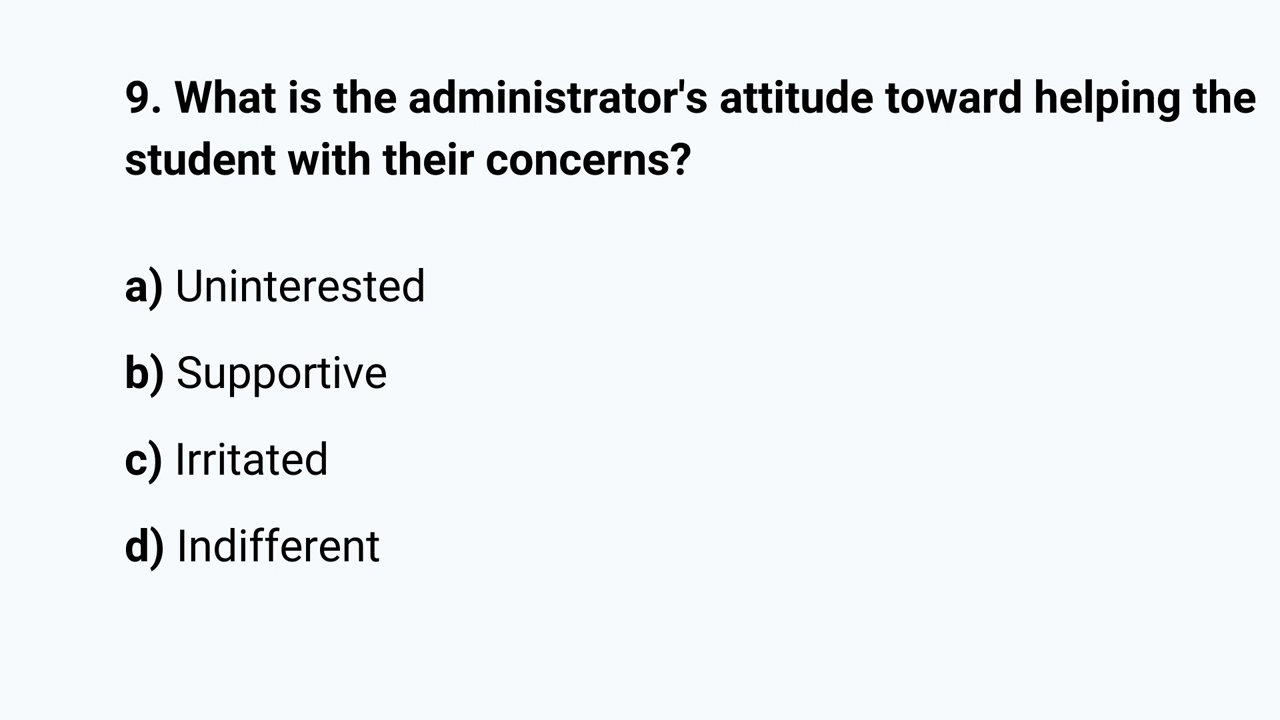 9. What is the administrator's attitude toward helping the
student with their concerns?
a) Uninterested
b) Supportive
c) Irritated
d) Indifferent